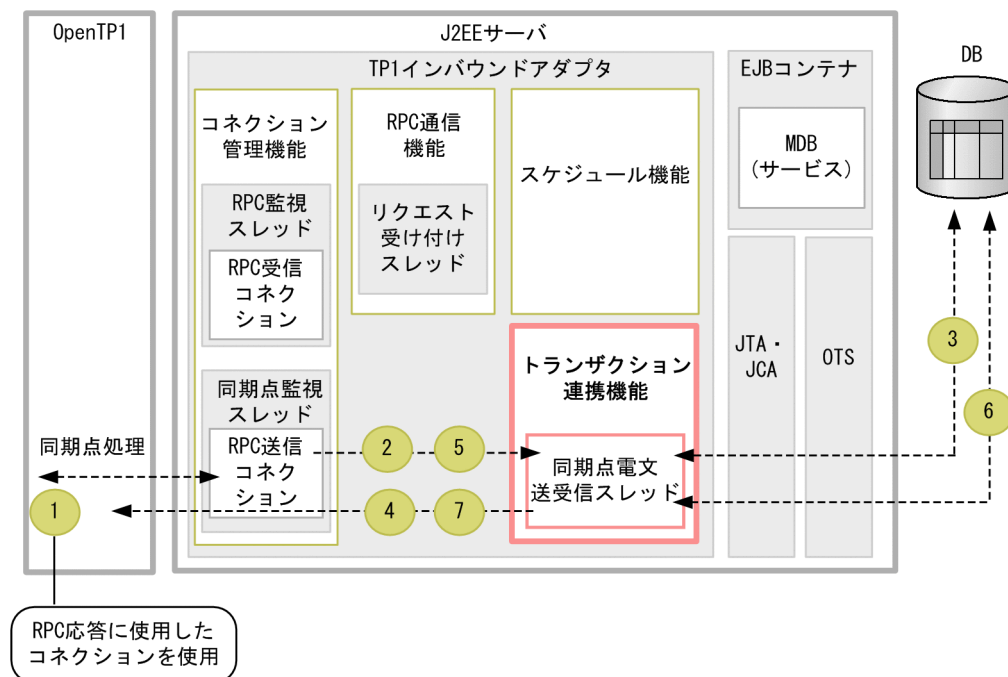 OpenTP1
J2EEサーバ
TP1インバウンドアダプタ
EJBコンテナ
DB
コネクション
管理機能
RPC通信
機能
スケジュール機能
MDB
(サービス)
RPC監視
スレッド
リクエスト
受け付け
スレッド
RPC受信
コネク
ション
トランザクション
連携機能
JTA・
JCA
OTS
3
同期点監視
スレッド
6
同期点処理
RPC送信
コネク
ション
2
5
同期点電文
送受信スレッド
1
4
7
RPC応答に使用した
コネクションを使用